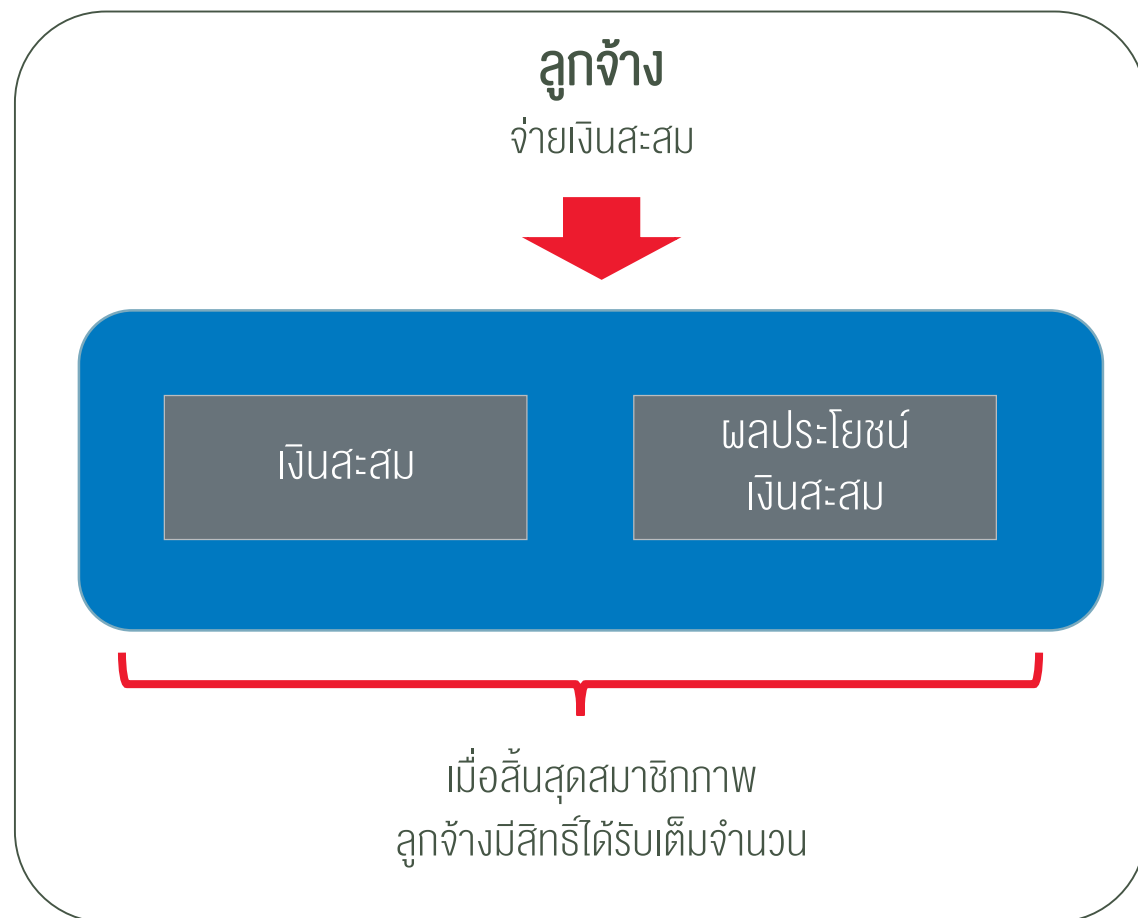 ลูกจ้าง
จ่ายเงินสะสม
เงินสะสม
ผลประโยชน์
เงินสะสม
เมื่อสิ้นสุดสมาชิกภาพ
ลูกจ้างมีสิทธิ์ได้รับเต็มจำนวน